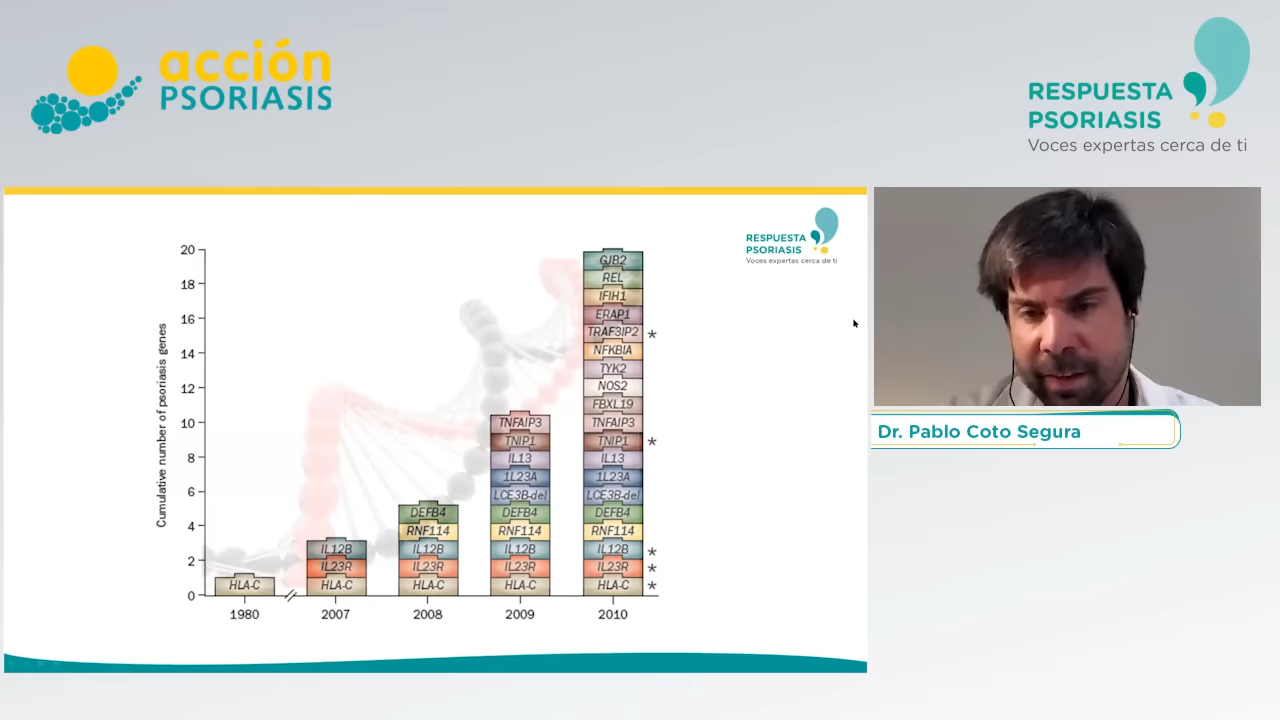 acción
PSORIASIS
RESPUESTA
PSORIASIS
Voces expertas cerca de ti
RESPUESTA
PSORIASIS
Voces expertas cerca de ti
Cumulative number of psoriasis genes
20
18
16
14
12
10
8
6
4
2
0
HLA-C
IL12B
IL23R
HLA-C
DEFB4
RNF114
IL12B
IL23R
HLA-C
TNFAIP3
TNIP1
IL13
1L23A
LCE3B-del
DEFB4
RNF114
IL12B
IL23R
HLA-C
GJB2
REL
IFIH1
ERAP1
TRAF3IP2 *
NFKBIA
TYK2
NOS2
FBXL19
TNFAIP3
TNIP1 *
IL13
1L23A
LCE3B-del
DEFB4
RNF114
IL12B *
IL23R *
HLA-C *
1980 2007 2008 2009 2010
Dr. Pablo Coto Segura